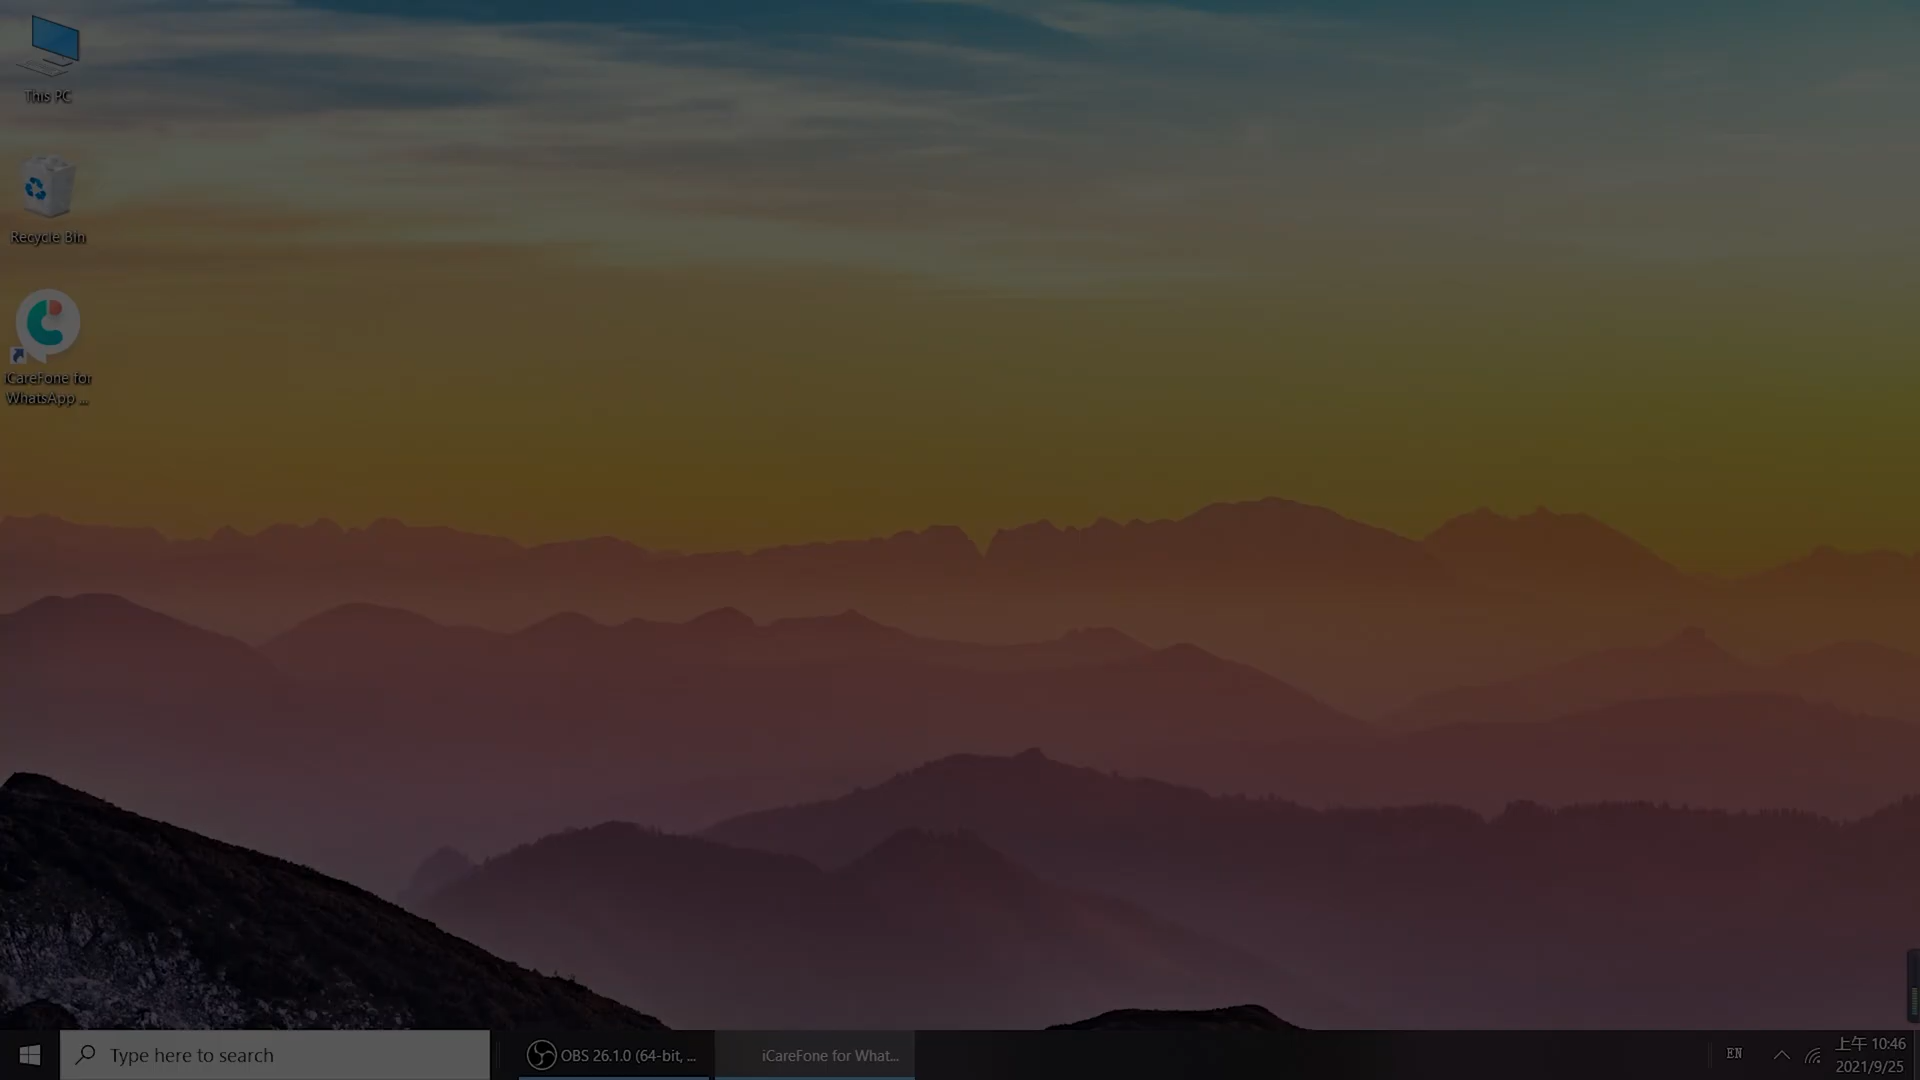 This PC
Recycle Bin
iCareFone for
WhatsApp ...
Type here to search
OBS 26.1.0 (64-bit, ...
iCareFone for What...
EN
上午 10:46
2021/9/25